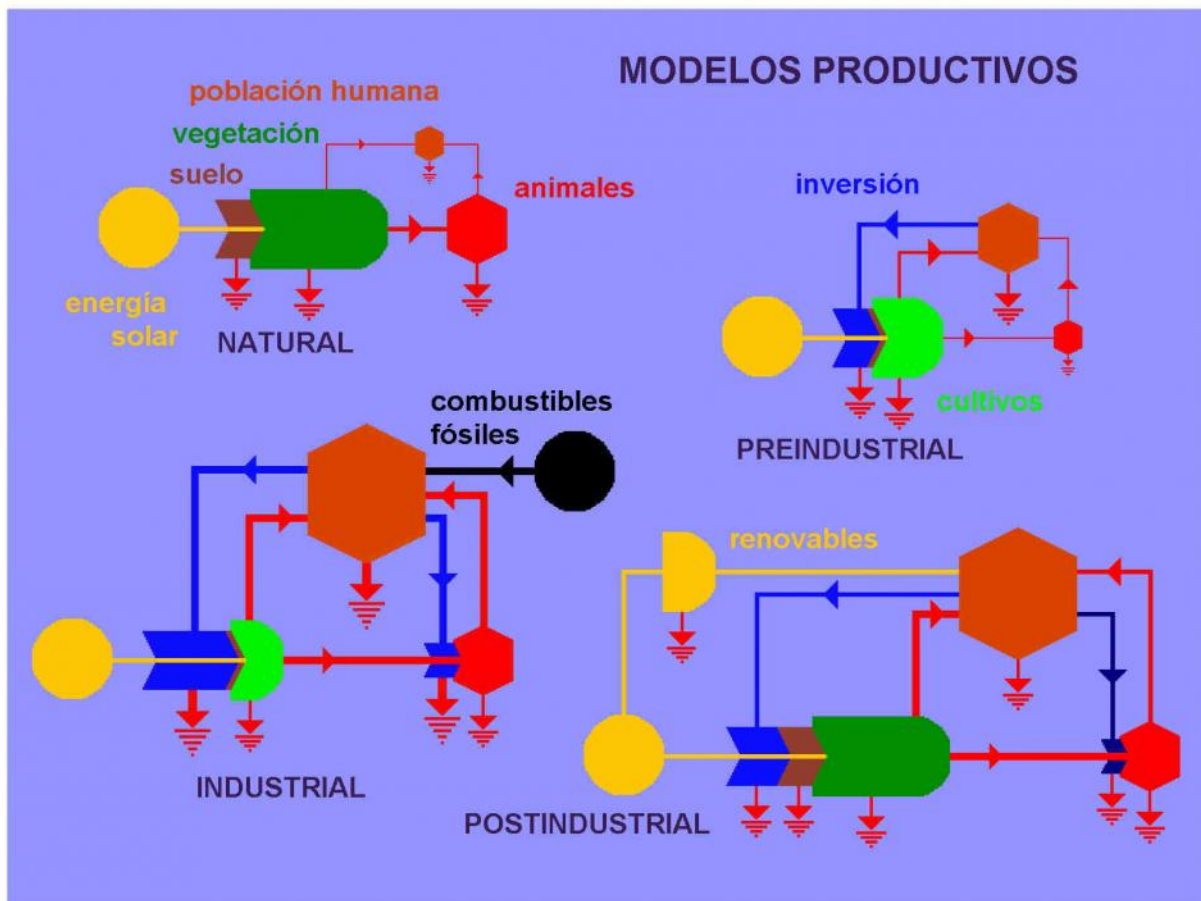 MODELOS PRODUCTIVOS
población humana
vegetación
suelo
animales
energía
solar
NATURAL
inversión
cultivos
PREINDUSTRIAL
combustibles
fósiles
INDUSTRIAL
renovables
POSTINDUSTRIAL